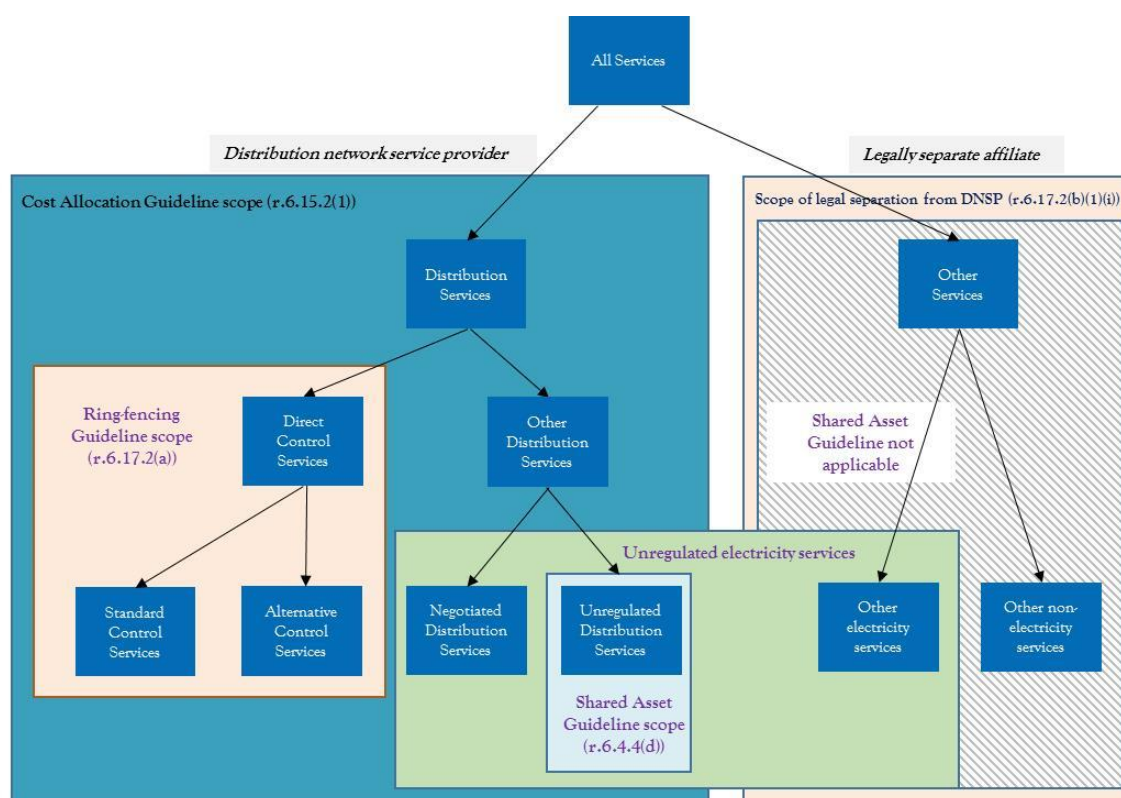 All Services
Distribution network service provider
Legally separate affiliate
Cost Allocation Guideline scope (r.6.15.2(1))
Scope of legal separation from DNSP (r.6.17.2(b)(1)(i))
Distribution
Services
Other
Services
Ring-fencing
Guideline scope
(r.6.17.2(a))
Direct
Control
Services
Other
Distribution
Services
Shared Asset
Guideline not
applicable
Unregulated electricity services
Standard
Control
Services
Alternative
Control
Services
Negotiated
Distribution
Services
Unregulated
Distribution
Services
Other
electricity
services
Other non-
electricity
services
Shared Asset
Guideline scope
(r.6.4.4(d))